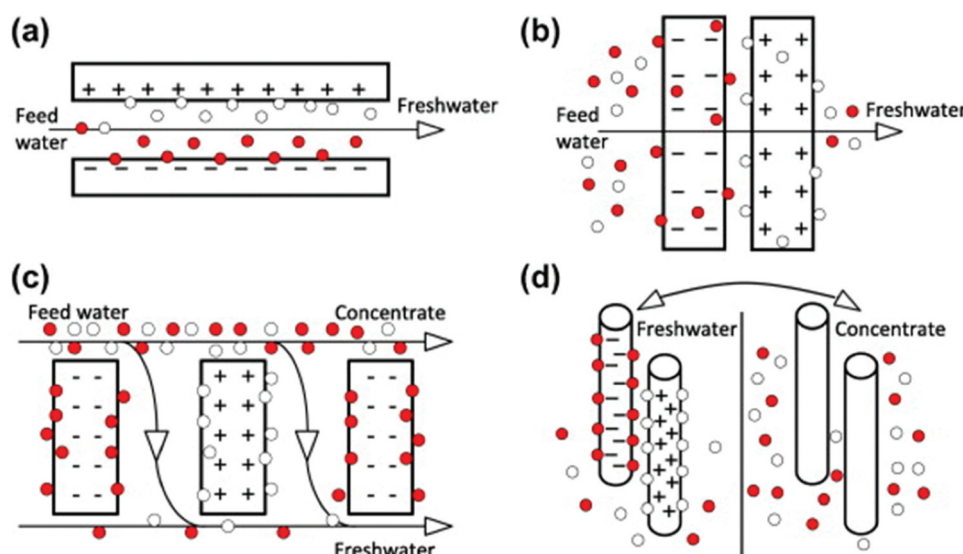 (a)
+ + + + + + + + + +
Feed
water
Freshwater
– – – – – – – – –
(b)
– – + +
– – + +
– – + +
Feed
water
Freshwater
– – + +
– – + +
– – + +
(c)
Feed water
Concentrate
- - + + - -
- - + + - -
- - + + - -
- - + + - -
- - + + - -
Freshwater
(d)
Freshwater
Concentrate